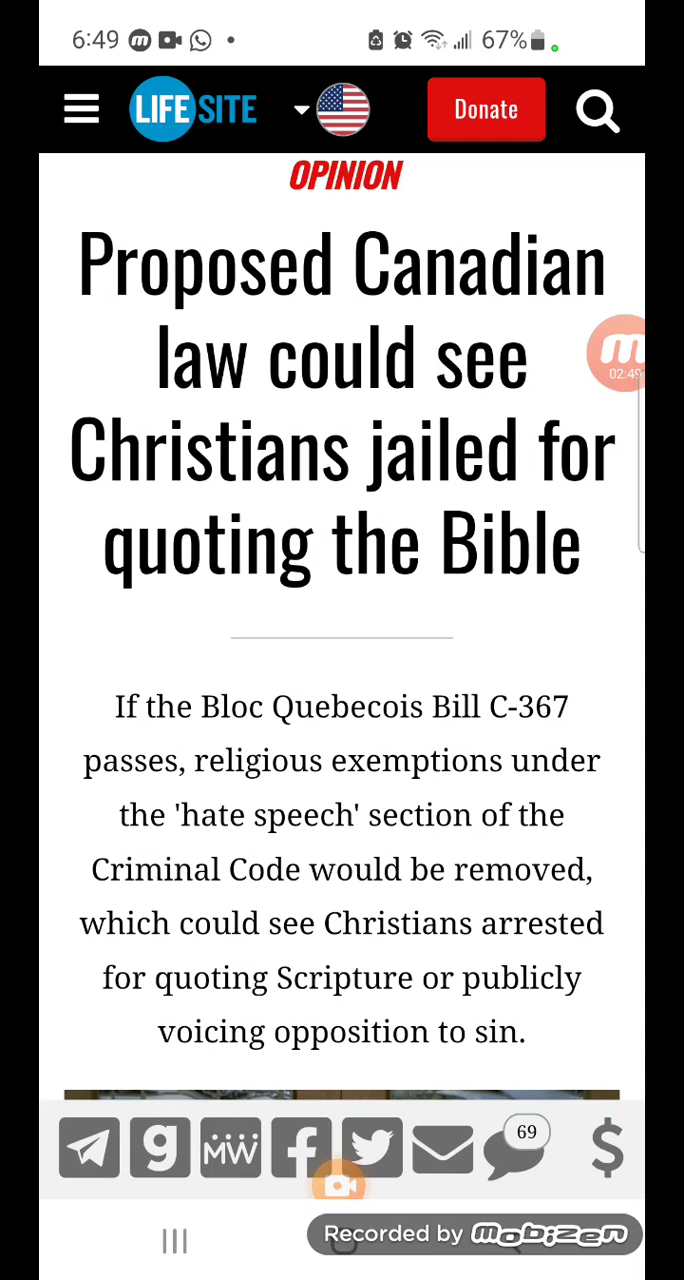 6:49
67%
LIFE SITE
Donate
OPINION
Proposed Canadian
law could see
Christians jailed for
quoting the Bible
02:49
If the Bloc Quebecois Bill C-367
passes, religious exemptions under
the 'hate speech' section of the
Criminal Code would be removed,
which could see Christians arrested
for quoting Scripture or publicly
voicing opposition to sin.
MW
69
Recorded by mobizen